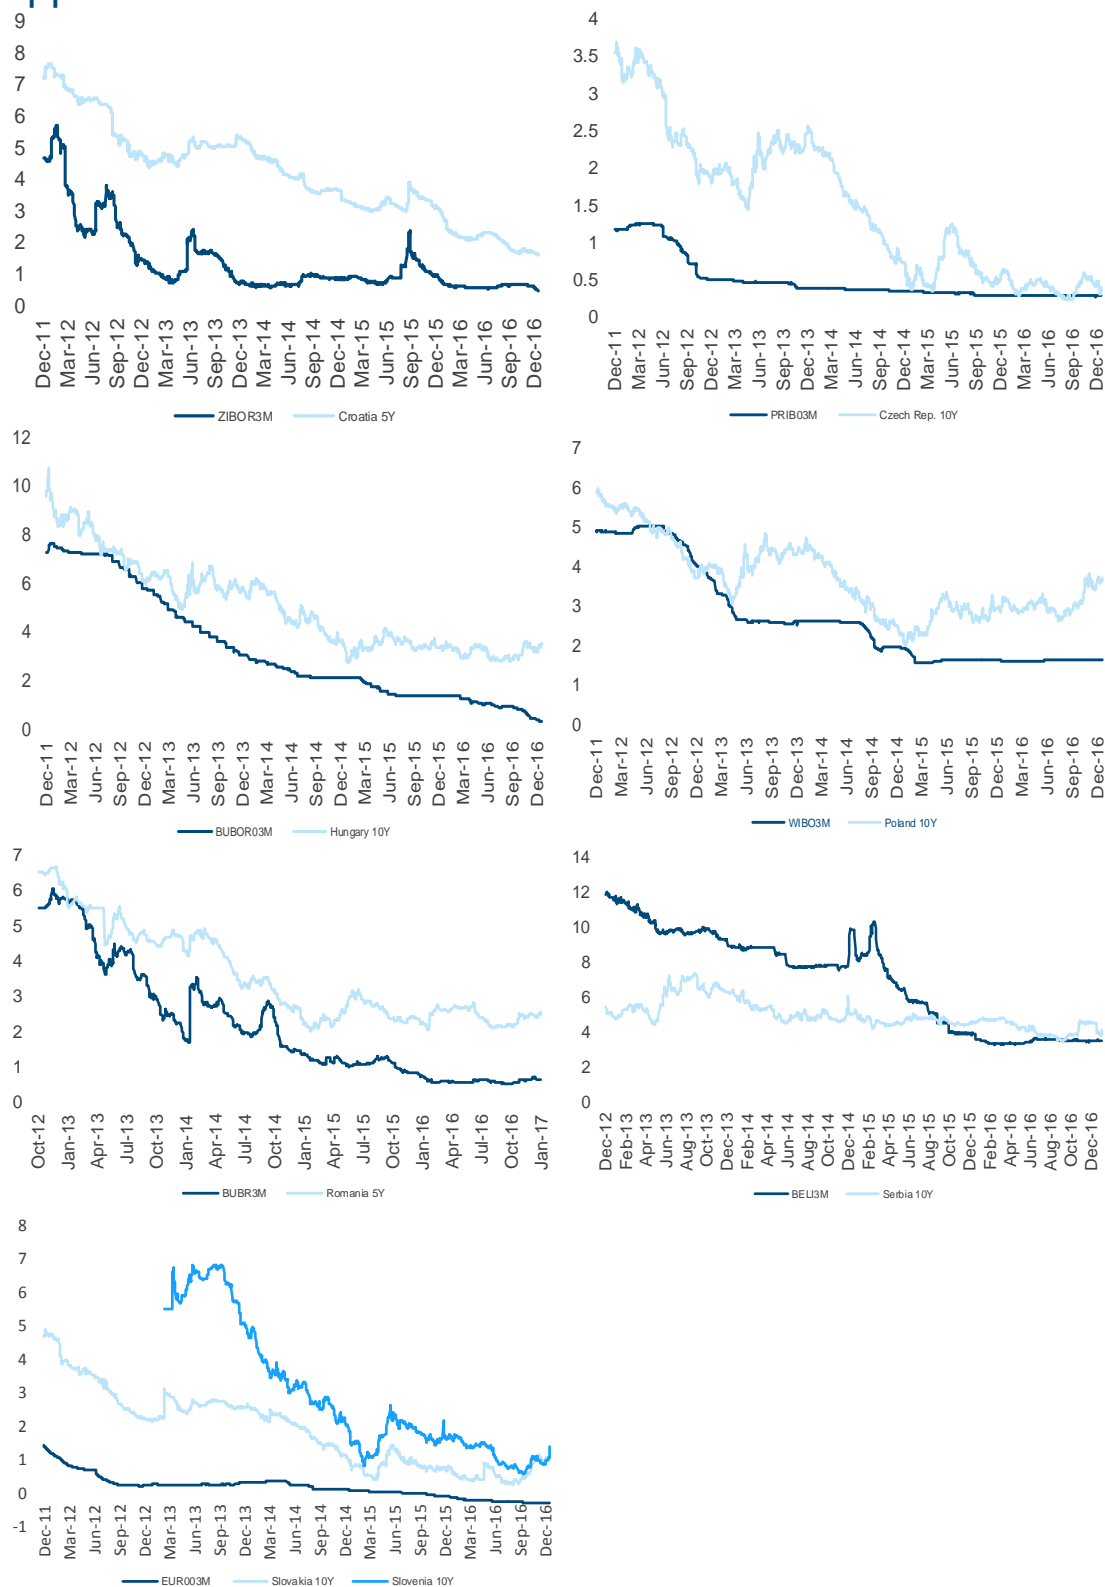 9
8
7
6
5
4
3
2
1
0
Dec-11
Mar-12
Jun-12
Sep-12
Dec-12
Mar-13
Jun-13
Sep-13
Dec-13
Mar-14
Jun-14
Sep-14
Dec-14
Mar-15
Jun-15
Sep-15
Dec-15
Mar-16
Jun-16
Sep-16
Dec-16
ZIBOR3M Croatia 5Y
4
3.5
3
2.5
2
1.5
1
0.5
0
Dec-11
Mar-12
Jun-12
Sep-12
Dec-12
Mar-13
Jun-13
Sep-13
Dec-13
Mar-14
Jun-14
Sep-14
Dec-14
Mar-15
Jun-15
Sep-15
Dec-15
Mar-16
Jun-16
Sep-16
Dec-16
PRIB03M Czech Rep. 10Y
12
10
8
6
4
2
0
Dec-11
Mar-12
Jun-12
Sep-12
Dec-12
Mar-13
Jun-13
Sep-13
Dec-13
Mar-14
Jun-14
Sep-14
Dec-14
Mar-15
Jun-15
Sep-15
Dec-15
Mar-16
Jun-16
Sep-16
Dec-16
BUBOR03M Hungary 10Y
7
6
5
4
3
2
1
0
Dec-11
Mar-12
Jun-12
Sep-12
Dec-12
Mar-13
Jun-13
Sep-13
Dec-13
Mar-14
Jun-14
Sep-14
Dec-14
Mar-15
Jun-15
Sep-15
Dec-15
Mar-16
Jun-16
Sep-16
Dec-16
WIBO3M Poland 10Y
7
6
5
4
3
2
1
0
Oct-12
Jan-13
Apr-13
Jul-13
Oct-13
Jan-14
Apr-14
Jul-14
Oct-14
Jan-15
Apr-15
Jul-15
Oct-15
Jan-16
Apr-16
Jul-16
Oct-16
Jan-17
BUBR3M Romania 5Y
14
12
10
8
6
4
2
0
Dec-12
Feb-13
Apr-13
Jun-13
Aug-13
Oct-13
Dec-13
Feb-14
Apr-14
Jun-14
Aug-14
Oct-14
Dec-14
Feb-15
Apr-15
Jun-15
Aug-15
Oct-15
Dec-15
Feb-16
Apr-16
Jun-16
Aug-16
Oct-16
Dec-16
BELI3M Serbia 10Y
8
7
6
5
4
3
2
1
0
-1
Dec-11
Mar-12
Jun-12
Sep-12
Dec-12
Mar-13
Jun-13
Sep-13
Dec-13
Mar-14
Jun-14
Sep-14
Dec-14
Mar-15
Jun-15
Sep-15
Dec-15
Mar-16
Jun-16
Sep-16
Dec-16
EUR003M Slovakia 10Y Slovenia 10Y